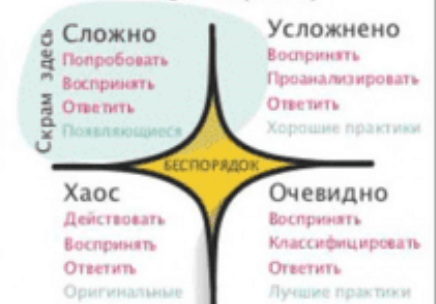 Скрам здесь
Сложно
Попробовать
Воспринять
Ответить
Появляющиеся
Усложнено
Воспринять
Проанализировать
Ответить
Хорошие практики
БЕСПОРЯДОК
Хаос
Действовать
Воспринять
Ответить
Оригинальные
Очевидно
Воспринять
Классифицировать
Ответить
Лучшие практики